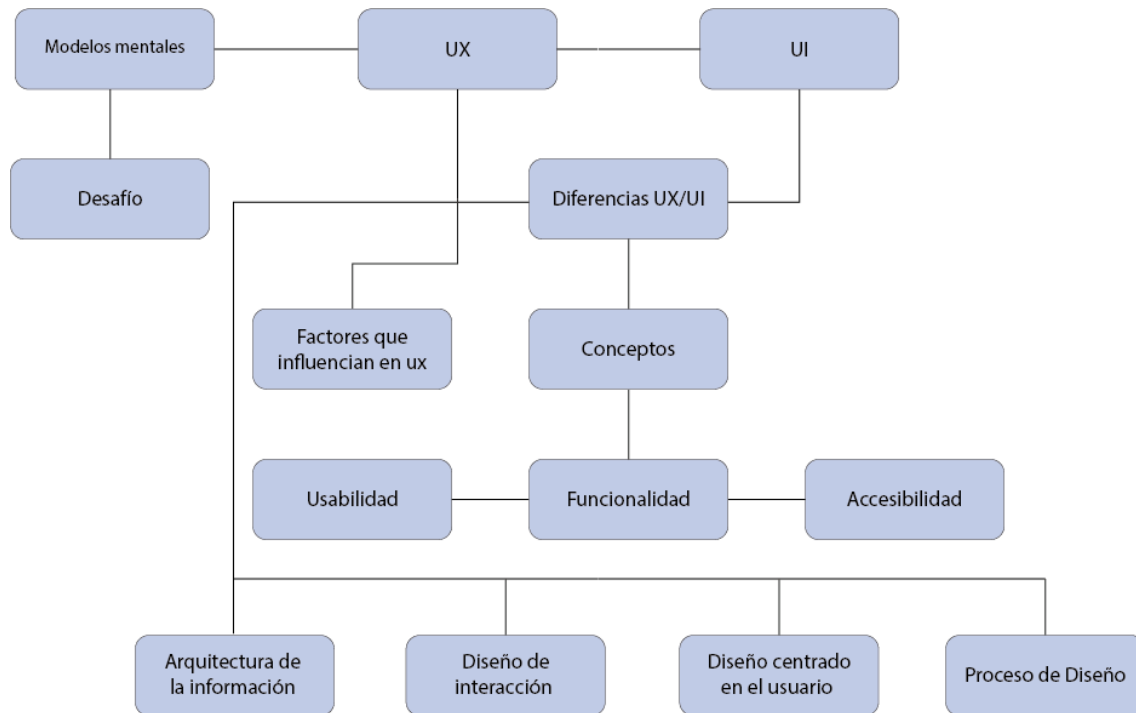 Modelos mentales
UX
UI
Desafío
Diferencias UX/UI
Factores que
influencian en ux
Conceptos
Usabilidad
Funcionalidad
Accesibilidad
Arquitectura de
la información
Diseño de
interacción
Diseño centrado
en el usuario
Proceso de Diseño